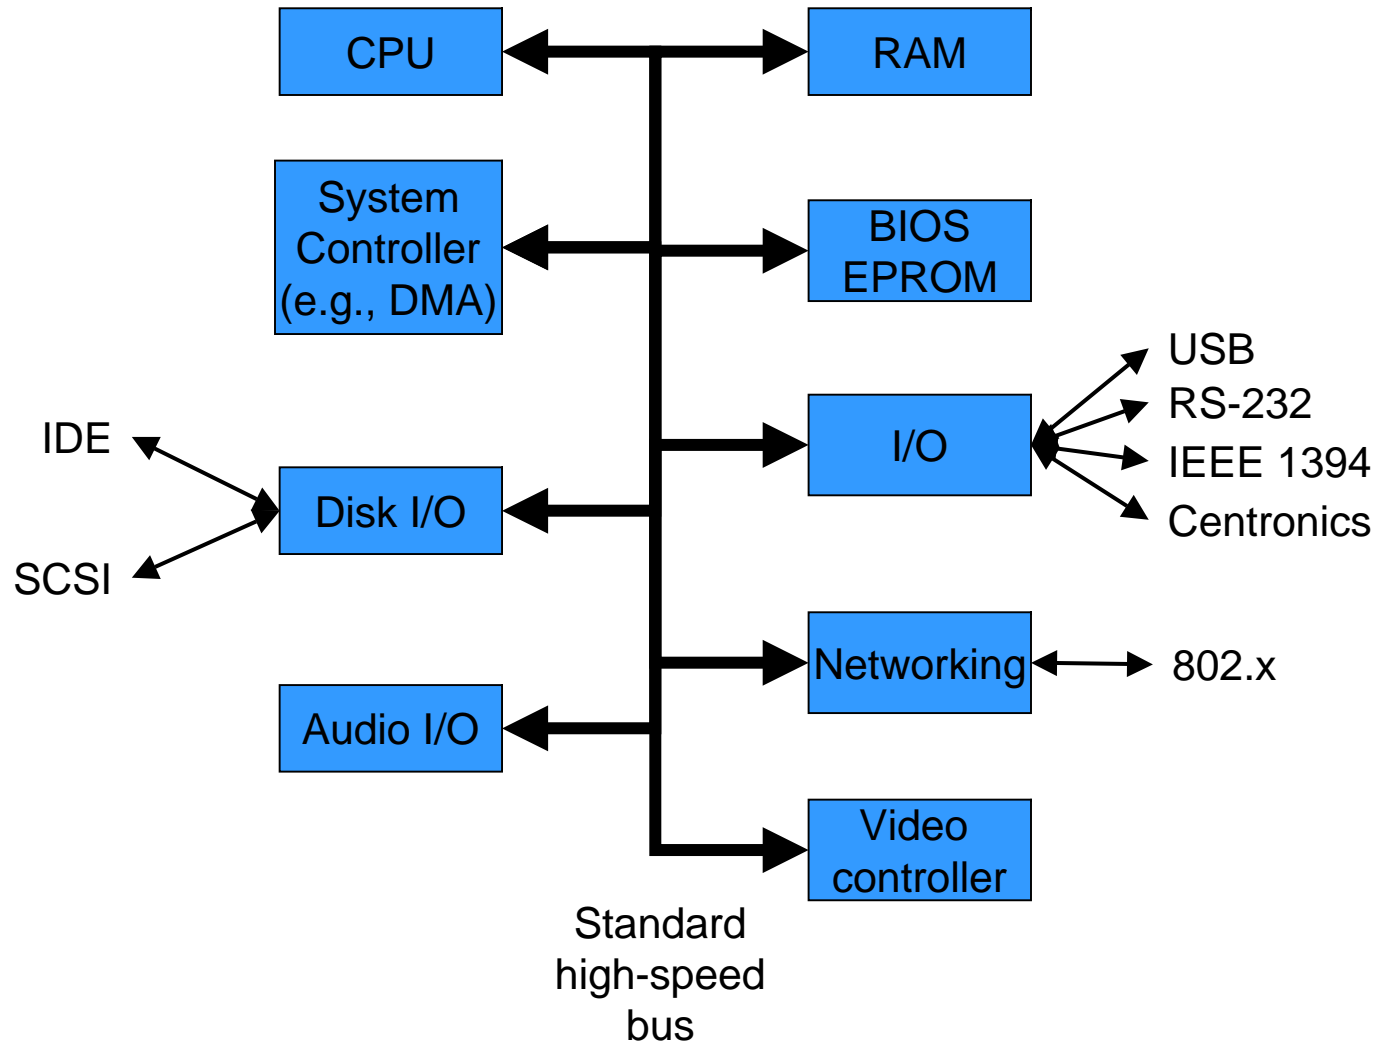 CPU
RAM
System
Controller
(e.g., DMA)
BIOS
EPROM
USB
RS-232
IEEE 1394
Centronics
I/O
IDE
SCSI
Disk I/O
Networking
802.x
Audio I/O
Video
controller
Standard
high-speed
bus